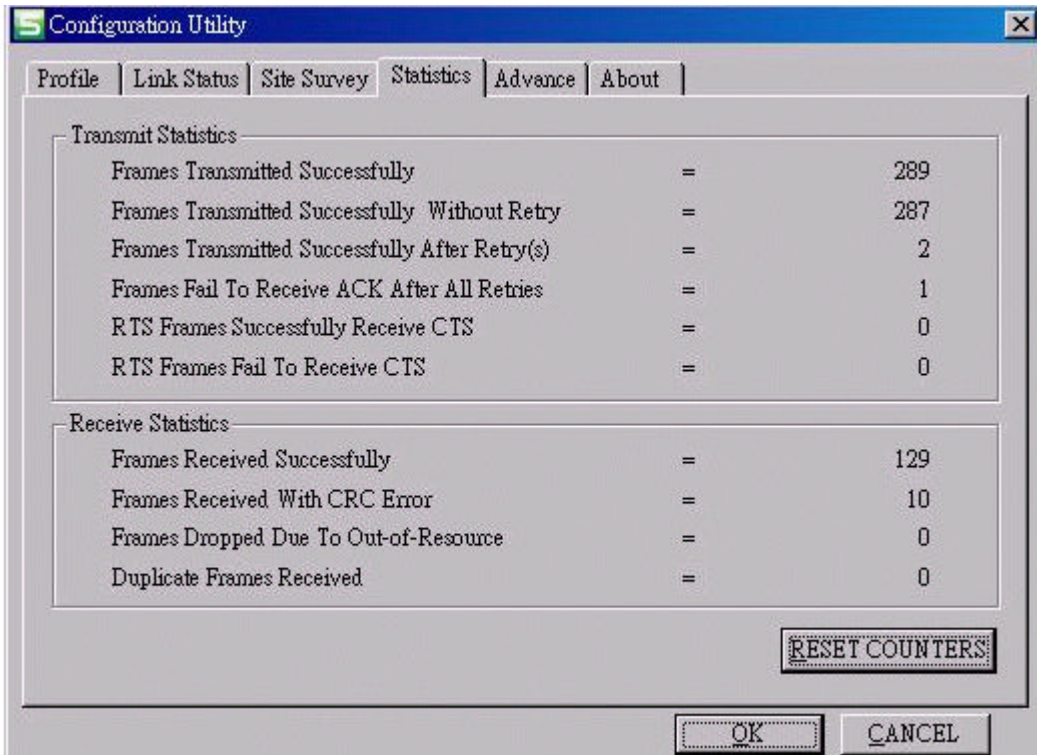 S Configuration Utility
Profile Link Status Site Survey Statistics Advance About
Transmit Statistics
Frames Transmitted Successfully = 289
Frames Transmitted Successfully Without Retry = 287
Frames Transmitted Successfully After Retry(s) = 2
Frames Fail To Receive ACK After All Retries = 1
RTS Frames Successfully Receive CTS = 0
RTS Frames Fail To Receive CTS = 0
Receive Statistics
Frames Received Successfully = 129
Frames Received With CRC Error = 10
Frames Dropped Due To Out-of-Resource = 0
Duplicate Frames Received = 0
RESET COUNTERS
OK CANCEL